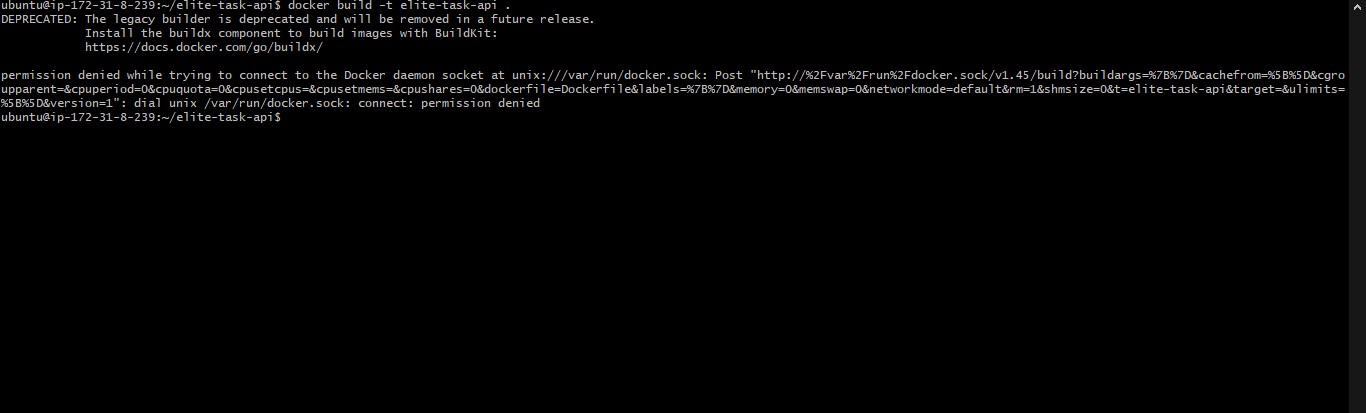 ubuntu@ip-172-31-8-239:~/elite-task-api$ docker build -t elite-task-api .
DEPRECATED: The legacy builder is deprecated and will be removed in a future release.
            Install the buildx component to build images with BuildKit:
            https://docs.docker.com/go/buildx/

permission denied while trying to connect to the Docker daemon socket at unix:///var/run/docker.sock: Post "http://%2Fvar%2Frun%2Fdocker.sock/v1.45/build?buildargs=%7B%7D&cachefrom=%5B%5D&cgro
upparent=&cpuperiod=0&cpuquota=0&cpusetcpus=&cpusetmems=&cpushares=0&dockerfile=Dockerfile&labels=%7B%7D&memory=0&memswap=0&networkmode=default&rm=1&shmsize=0&t=elite-task-api&target=&ulimits=
%5B%5D&version=1": dial unix /var/run/docker.sock: connect: permission denied
ubuntu@ip-172-31-8-239:~/elite-task-api$